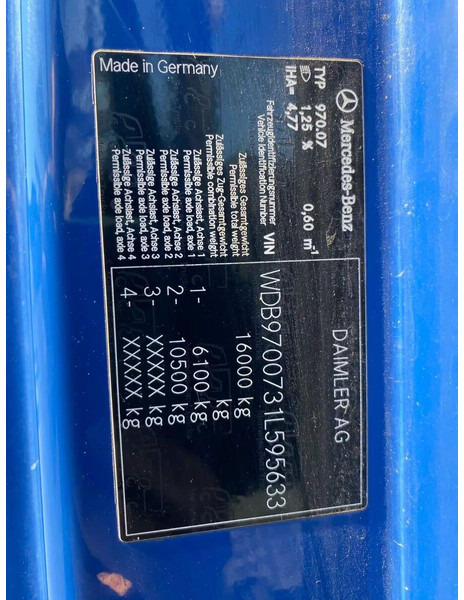 Mercedes-Benz
DAIMLER AG
TYP 970.07
1,25 % 0,60 m⁻¹
IHA= 4,77
Fahrzeugidentifizierungsnummer
Vehicle Identification Number VIN WDB9700731L595633
Zulässiges Gesamtgewicht
Permissible total weight 16000 kg
Zulässiges Zug-Gesamtgewicht
Permissible combination weight kg
Zulässige Achslast, Achse 1
Permissible axle load, axle 1 1- 6100 kg
Zulässige Achslast, Achse 2
Permissible axle load, axle 2 2- 10500 kg
Zulässige Achslast, Achse 3
Permissible axle load, axle 3 3- XXXXX kg
Zulässige Achslast, Achse 4
Permissible axle load, axle 4 4- XXXXX kg
Made in Germany